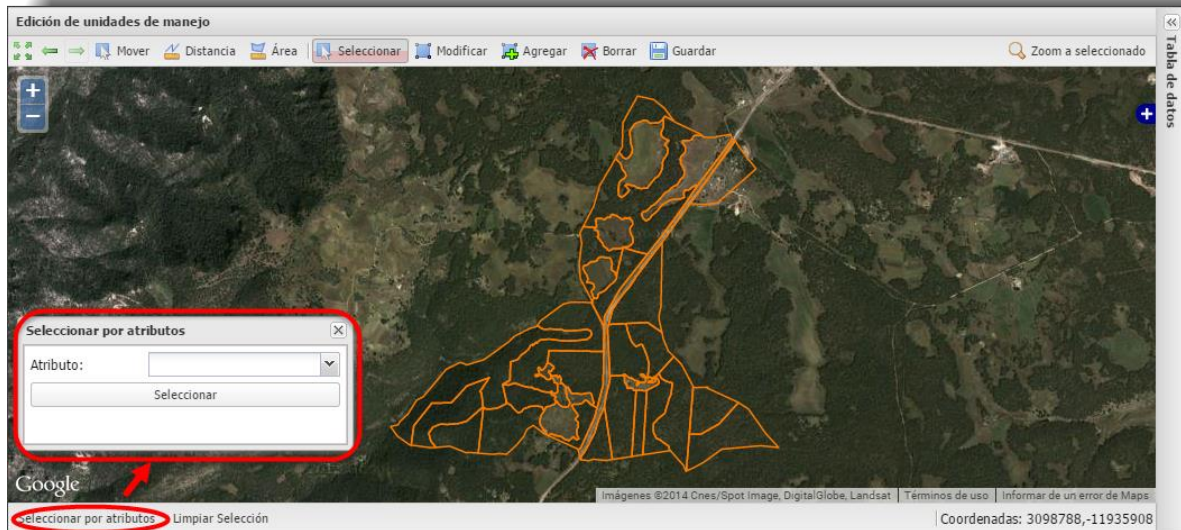 Edición de unidades de manejo
Mover Distancia Área Seleccionar Modificar Agregar Borrar Guardar Zoom a seleccionado
Tabla de datos
Seleccionar por atributos
Atributo:
Seleccionar
Google
Imágenes ©2014 Cnes/Spot Image, DigitalGlobe, Landsat Términos de uso Informar de un error de Maps
Seleccionar por atributos Limpiar Selección Coordenadas: 3098788,-11935908